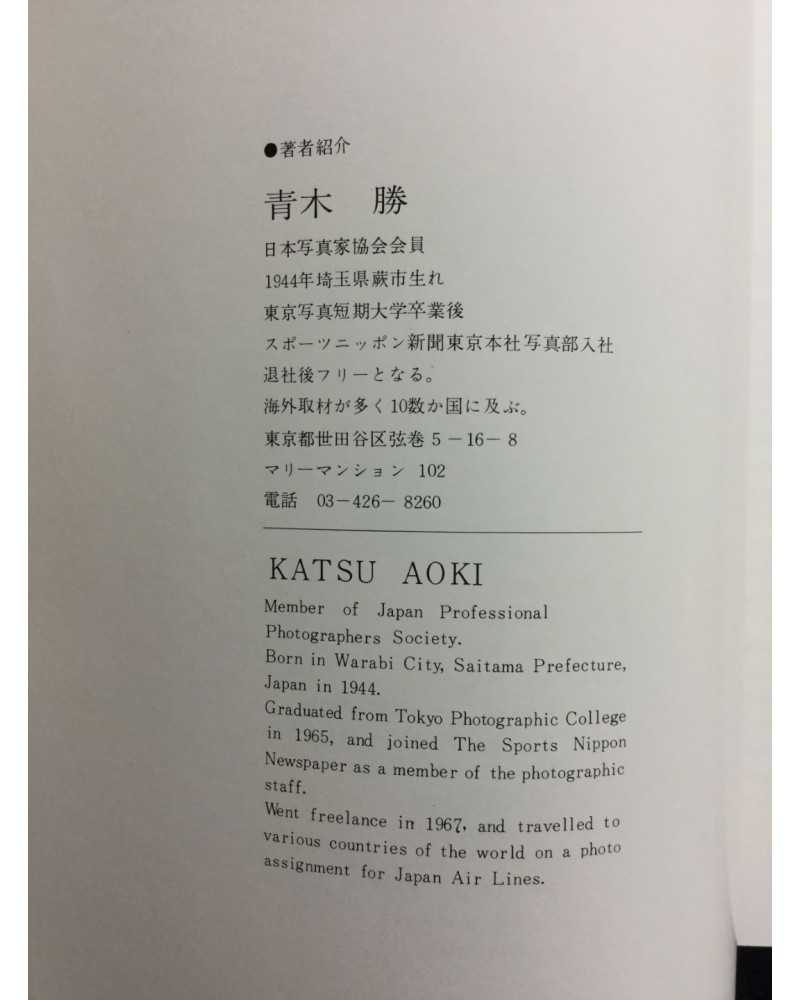 ●著者紹介
青木　勝
日本写真家協会会員
1944年埼玉県蕨市生れ
東京写真短期大学卒業後
スポーツニッポン新聞東京本社写真部入社
退社後フリーとなる。
海外取材が多く10数か国に及ぶ。
東京都世田谷区弦巻 5 －16－ 8
マリーマンション 102
電話　03－426－ 8260
KATSU AOKI
Member of Japan Professional
Photographers Society.
Born in Warabi City, Saitama Prefecture,
Japan in 1944.
Graduated from Tokyo Photographic College
in 1965, and joined The Sports Nippon
Newspaper as a member of the photographic
staff.
Went freelance in 1967, and travelled to
various countries of the world on a photo
assignment for Japan Air Lines.